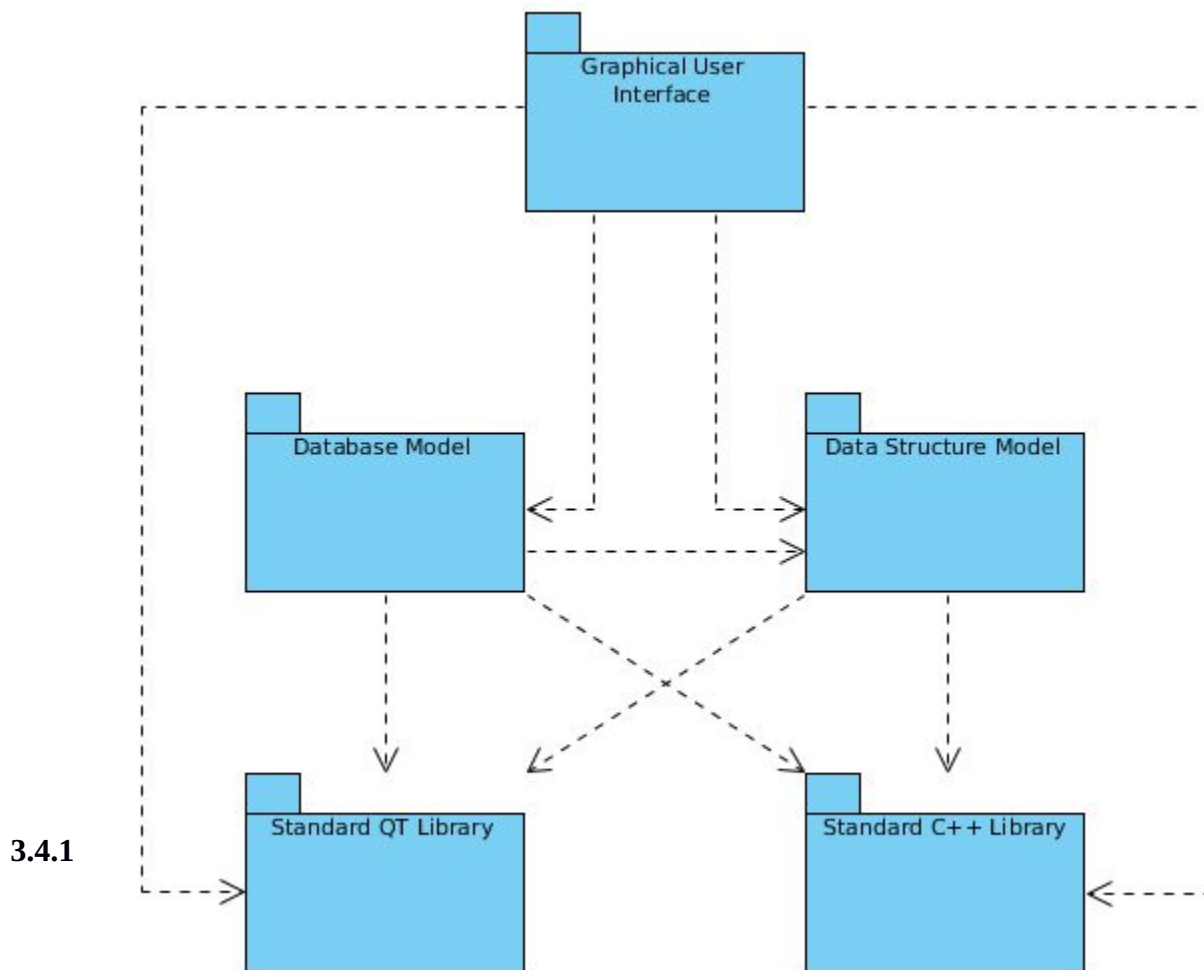 Graphical User
Interface
Database Model
Data Structure Model
Standard QT Library
Standard C++ Library
3.4.1